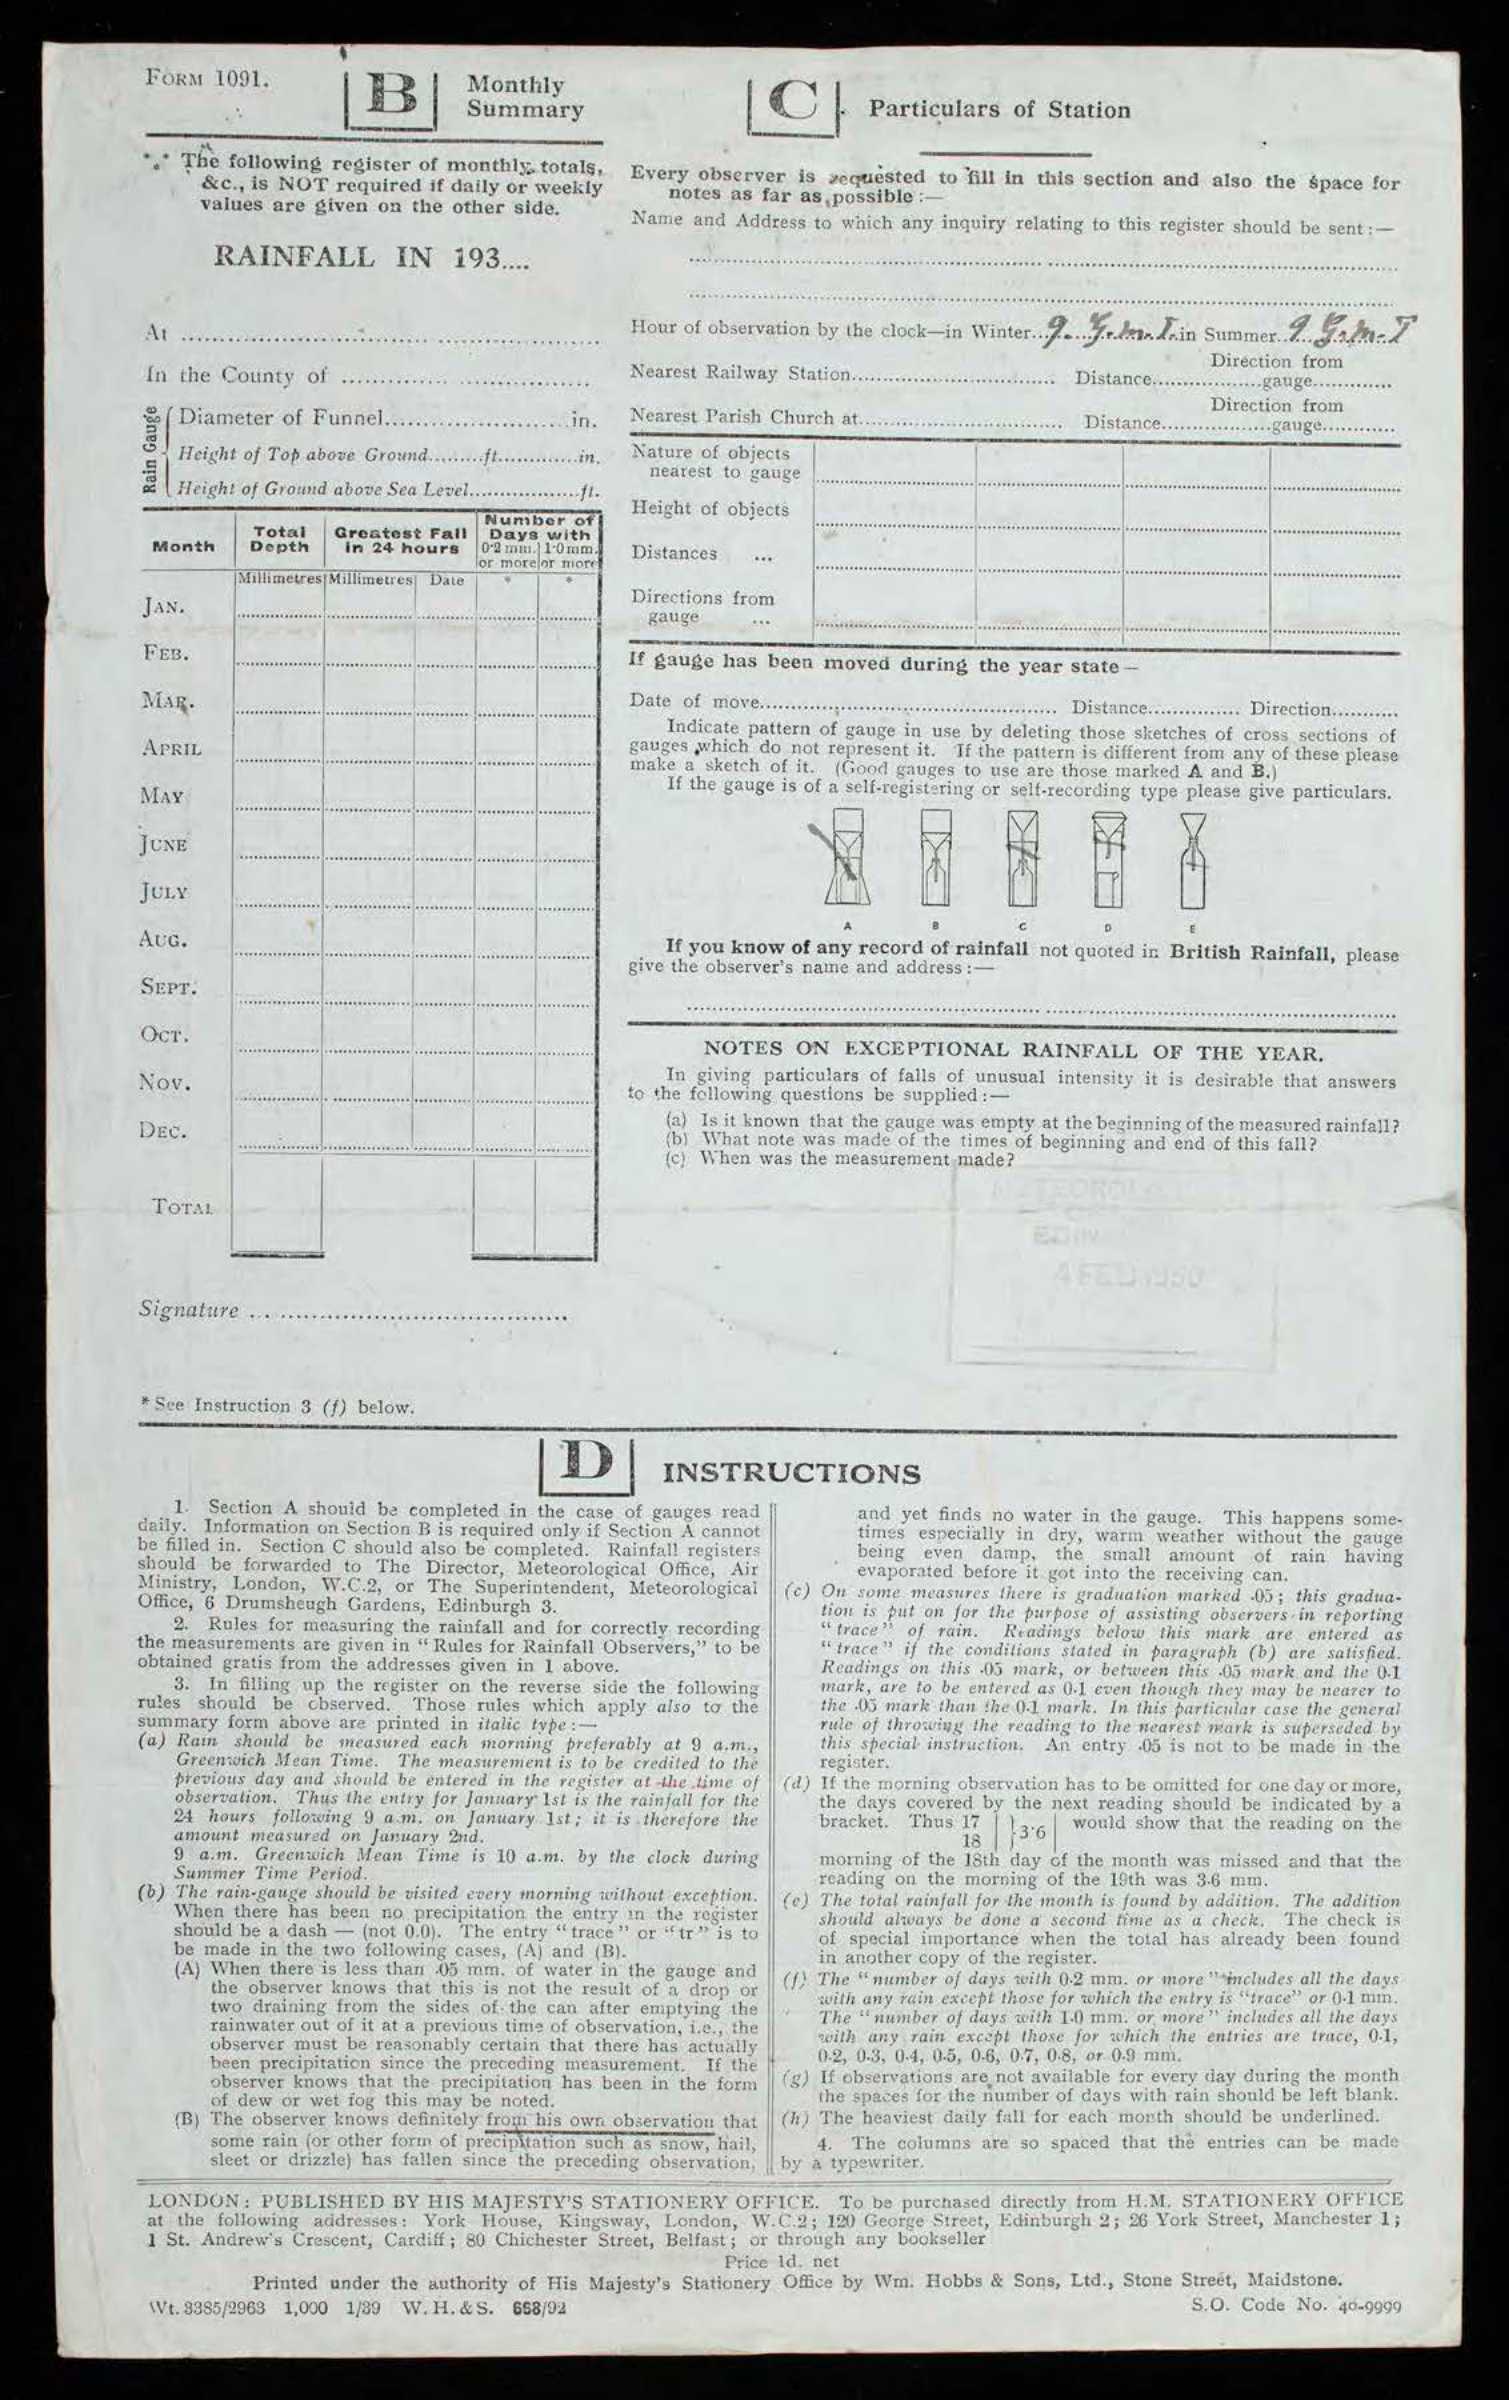 FORM 1091.
B Monthly Summary
*.* The following register of monthly totals,
&c., is NOT required if daily or weekly
values are given on the other side.
RAINFALL IN 193....
At
In the County of
Rain Gauge
Diameter of Funnel in.
Height of Top above Ground ft. in.
Height of Ground above Sea Level ft.
Month Total Depth Greatest Fall in 24 hours Number of Days with
0·2 mm. or more 1·0 mm. or more
Millimetres Millimetres Date * *
JAN.
FEB.
MAR.
APRIL
MAY
JUNE
JULY
AUG.
SEPT.
OCT.
NOV.
DEC.
TOTAL
Signature
* See Instruction 3 (f) below.
C Particulars of Station
Every observer is requested to fill in this section and also the space for
notes as far as possible :—
Name and Address to which any inquiry relating to this register should be sent :—
Hour of observation by the clock—in Winter 9. G.m.T. in Summer 9 G.M.T
Nearest Railway Station Distance Direction from gauge
Nearest Parish Church at Distance Direction from gauge
Nature of objects
nearest to gauge
Height of objects
Distances ...
Directions from
gauge ...
If gauge has been moved during the year state —
Date of move Distance Direction
Indicate pattern of gauge in use by deleting those sketches of cross sections of
gauges which do not represent it. If the pattern is different from any of these please
make a sketch of it. (Good gauges to use are those marked A and B.)
If the gauge is of a self-registering or self-recording type please give particulars.
A B C D E
If you know of any record of rainfall not quoted in British Rainfall, please
give the observer's name and address :—
NOTES ON EXCEPTIONAL RAINFALL OF THE YEAR.
In giving particulars of falls of unusual intensity it is desirable that answers
to the following questions be supplied :—
(a) Is it known that the gauge was empty at the beginning of the measured rainfall?
(b) What note was made of the times of beginning and end of this fall?
(c) When was the measurement made?
D INSTRUCTIONS
1. Section A should be completed in the case of gauges read
daily. Information on Section B is required only if Section A cannot
be filled in. Section C should also be completed. Rainfall registers
should be forwarded to The Director, Meteorological Office, Air
Ministry, London, W.C.2, or The Superintendent, Meteorological
Office, 6 Drumsheugh Gardens, Edinburgh 3.
2. Rules for measuring the rainfall and for correctly recording
the measurements are given in "Rules for Rainfall Observers," to be
obtained gratis from the addresses given in 1 above.
3. In filling up the register on the reverse side the following
rules should be observed. Those rules which apply also to the
summary form above are printed in italic type :—
(a) Rain should be measured each morning preferably at 9 a.m.,
Greenwich Mean Time. The measurement is to be credited to the
previous day and should be entered in the register at the time of
observation. Thus the entry for January 1st is the rainfall for the
24 hours following 9 a.m. on January 1st; it is therefore the
amount measured on January 2nd.
9 a.m. Greenwich Mean Time is 10 a.m. by the clock during
Summer Time Period.
(b) The rain-gauge should be visited every morning without exception.
When there has been no precipitation the entry in the register
should be a dash — (not 0.0). The entry "trace" or "tr" is to
be made in the two following cases, (A) and (B).
(A) When there is less than ·05 mm. of water in the gauge and
the observer knows that this is not the result of a drop or
two draining from the sides of the can after emptying the
rainwater out of it at a previous time of observation, i.e., the
observer must be reasonably certain that there has actually
been precipitation since the preceding measurement. If the
observer knows that the precipitation has been in the form
of dew or wet fog this may be noted.
(B) The observer knows definitely from his own observation that
some rain (or other form of precipitation such as snow, hail,
sleet or drizzle) has fallen since the preceding observation,
and yet finds no water in the gauge. This happens some-
times especially in dry, warm weather without the gauge
being even damp, the small amount of rain having
evaporated before it got into the receiving can.
(c) On some measures there is graduation marked ·05; this gradua-
tion is put on for the purpose of assisting observers in reporting
"trace" of rain. Readings below this mark are entered as
"trace" if the conditions stated in paragraph (b) are satisfied.
Readings on this ·05 mark, or between this ·05 mark and the 0·1
mark, are to be entered as 0·1 even though they may be nearer to
the ·05 mark than the 0·1 mark. In this particular case the general
rule of throwing the reading to the nearest mark is superseded by
this special instruction. An entry ·05 is not to be made in the
register.
(d) If the morning observation has to be omitted for one day or more,
the days covered by the next reading should be indicated by a
bracket. Thus 17 | } 3·6 | would show that the reading on the
18
morning of the 18th day of the month was missed and that the
reading on the morning of the 19th was 3·6 mm.
(e) The total rainfall for the month is found by addition. The addition
should always be done a second time as a check. The check is
of special importance when the total has already been found
in another copy of the register.
(f) The "number of days with 0·2 mm. or more" includes all the days
with any rain except those for which the entry is "trace" or 0·1 mm.
The "number of days with 1·0 mm. or more" includes all the days
with any rain except those for which the entries are trace, 0·1,
0·2, 0·3, 0·4, 0·5, 0·6, 0·7, 0·8, or 0·9 mm.
(g) If observations are not available for every day during the month
the spaces for the number of days with rain should be left blank.
(h) The heaviest daily fall for each month should be underlined.
4. The columns are so spaced that the entries can be made
by a typewriter.
LONDON: PUBLISHED BY HIS MAJESTY'S STATIONERY OFFICE. To be purchased directly from H.M. STATIONERY OFFICE
at the following addresses: York House, Kingsway, London, W.C.2; 120 George Street, Edinburgh 2; 26 York Street, Manchester 1;
1 St. Andrew's Crescent, Cardiff; 80 Chichester Street, Belfast; or through any bookseller
Price 1d. net
Printed under the authority of His Majesty's Stationery Office by Wm. Hobbs & Sons, Ltd., Stone Street, Maidstone.
Wt. 3385/2963 1,000 1/39 W. H. & S. 668/92
S.O. Code No. 40-9999